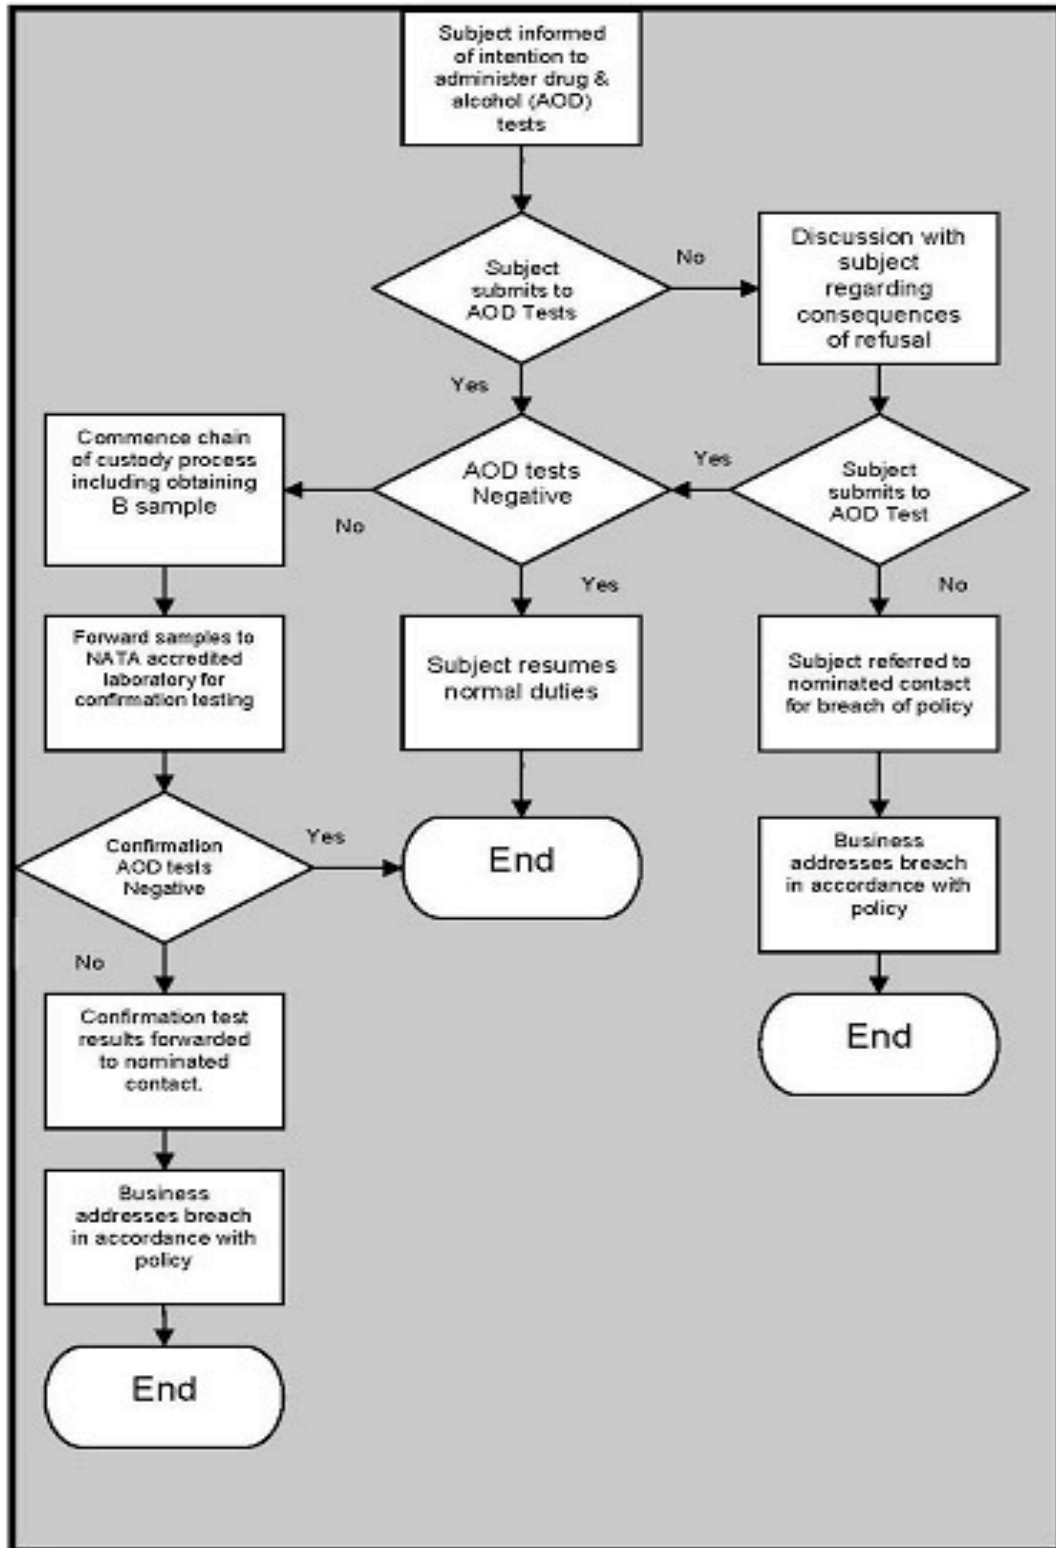 Subject informed
of intention to
administer drug &
alcohol (AOD)
tests
Subject
submits to
AOD Tests
No
Discussion with
subject
regarding
consequences
of refusal
Yes
Commence chain
of custody process
including obtaining
B sample
No
AOD tests
Negative
Yes
Subject
submits to
AOD Test
Yes
No
Forward samples to
NATA accredited
laboratory for
confirmation testing
Subject resumes
normal duties
Subject referred to
nominated contact
for breach of policy
Confirmation
AOD tests
Negative
Yes
End
Business
addresses breach
in accordance with
policy
No
Confirmation test
results forwarded
to nominated
contact.
End
Business
addresses breach
in accordance with
policy
End